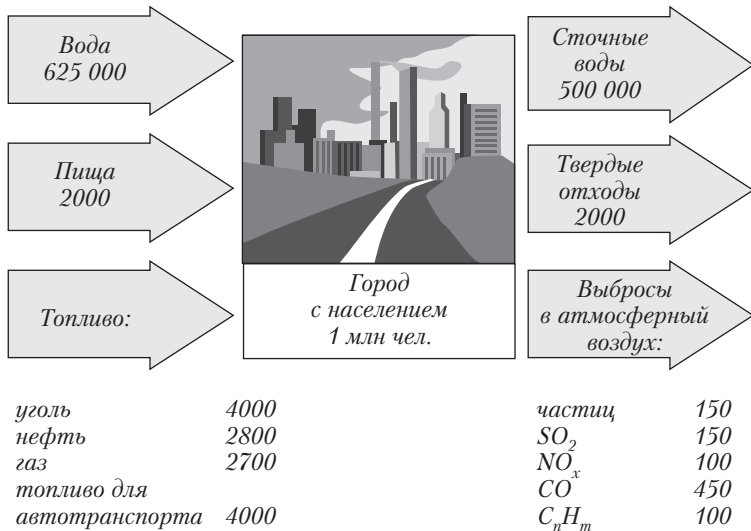 Вода
625 000
Пища
2000
Топливо:
Город
с населением
1 млн чел.
Сточные
воды
500 000
Твердые
отходы
2000
Выбросы
в атмосферный
воздух:
уголь 4000
нефть 2800
газ 2700
топливо для
автотранспорта 4000
частиц 150
SO2 150
NOx 100
CO 450
CnHm 100